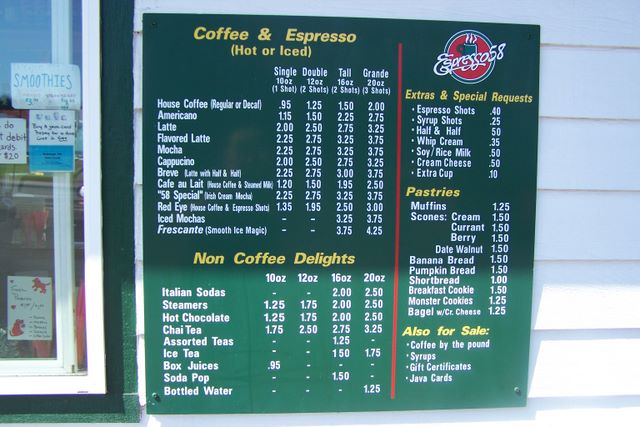 Coffee & Espresso
(Hot or Iced)
Single Double Tall Grande
10oz 12oz 16oz 20oz
(1 Shot) (2 Shots) (2 Shots) (3 Shots)
House Coffee (Regular or Decaf) .95 1.25 1.50 2.00
Americano 1.15 1.50 2.25 2.75
Latte 2.00 2.50 2.75 3.25
Flavored Latte 2.25 2.75 3.25 3.75
Mocha 2.25 2.75 3.25 3.75
Cappucino 2.00 2.50 2.75 3.25
Breve (Latte with Half & Half) 2.25 2.75 3.00 3.75
Cafe au Lait (House Coffee & Steamed Milk) 1.20 1.50 1.95 2.50
"58 Special" (Irish Cream Mocha) 2.25 2.75 3.25 3.75
Red Eye (House Coffee & Espresso Shots) 1.35 1.95 2.50 3.00
Iced Mochas - - 3.25 3.75
Frescante (Smooth Ice Magic) - - 3.75 4.25
Non Coffee Delights
10oz 12oz 16oz 20oz
Italian Sodas - - 2.00 2.50
Steamers 1.25 1.75 2.00 2.50
Hot Chocolate 1.25 1.75 2.00 2.50
Chai Tea 1.75 2.50 2.75 3.25
Assorted Teas - - 1.25 -
Ice Tea - - 1 50 1.75
Box Juices .95 - - -
Soda Pop - - 1.50 -
Bottled Water - - - 1.25
Espresso58
Extras & Special Requests
• Espresso Shots .40
• Syrup Shots .25
• Half & Half 50
• Whip Cream .35
• Soy/Rice Milk .50
• Cream Cheese .50
• Extra Cup .10
Pastries
Muffins 1.25
Scones: Cream 1.50
Currant 1.50
Berry 1.50
Date Walnut 1.50
Banana Bread 1.50
Pumpkin Bread 1.50
Shortbread 1.00
Breakfast Cookie 1.50
Monster Cookies 1.25
Bagel w/Cr. Cheese 1.25
Also for Sale:
• Coffee by the pound
• Syrups
• Gift Certificates
• Java Cards
SMOOTHIES
debit
$20